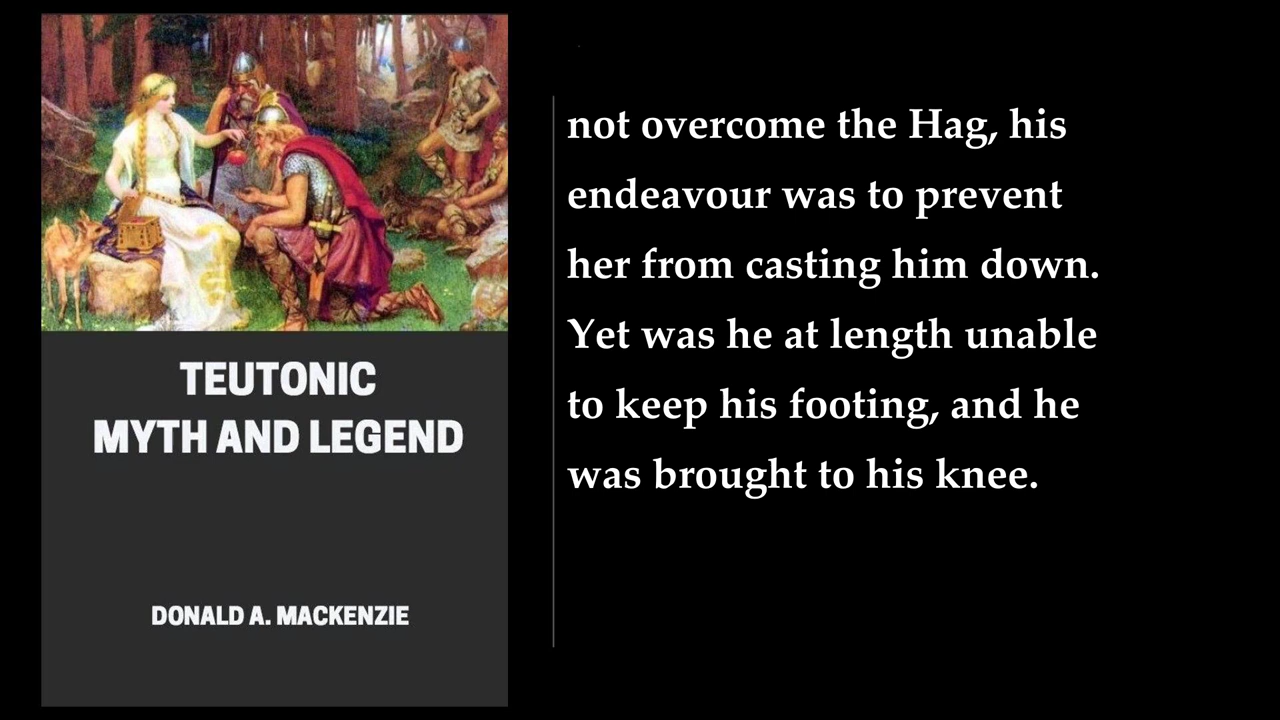 TEUTONIC
MYTH AND LEGEND
DONALD A. MACKENZIE
not overcome the Hag, his
endeavour was to prevent
her from casting him down.
Yet was he at length unable
to keep his footing, and he
was brought to his knee.